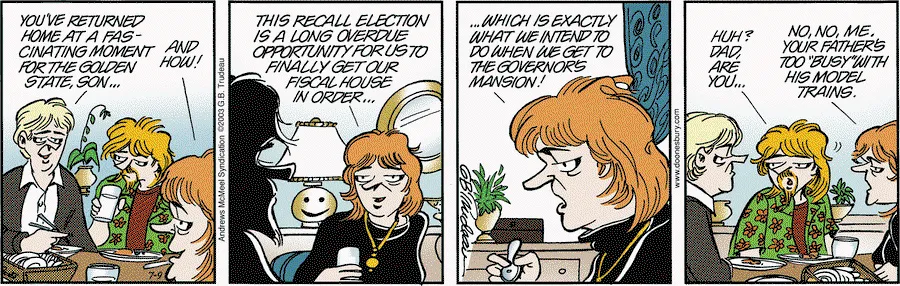 YOU'VE RETURNED
HOME AT A FAS-
CINATING MOMENT
FOR THE GOLDEN
STATE, SON...
AND
HOW!
7-9
Andrews McMeel Syndication ©2003 G.B. Trudeau
THIS RECALL ELECTION
IS A LONG OVERDUE
OPPORTUNITY FOR US TO
FINALLY GET OUR
FISCAL HOUSE
IN ORDER...
...WHICH IS EXACTLY
WHAT WE INTEND TO
DO WHEN WE GET TO
THE GOVERNOR'S
MANSION!
GBTrudeau
www.doonesbury.com
HUH?
DAD,
ARE
YOU...
NO, NO, ME.
YOUR FATHER'S
TOO "BUSY" WITH
HIS MODEL
TRAINS.